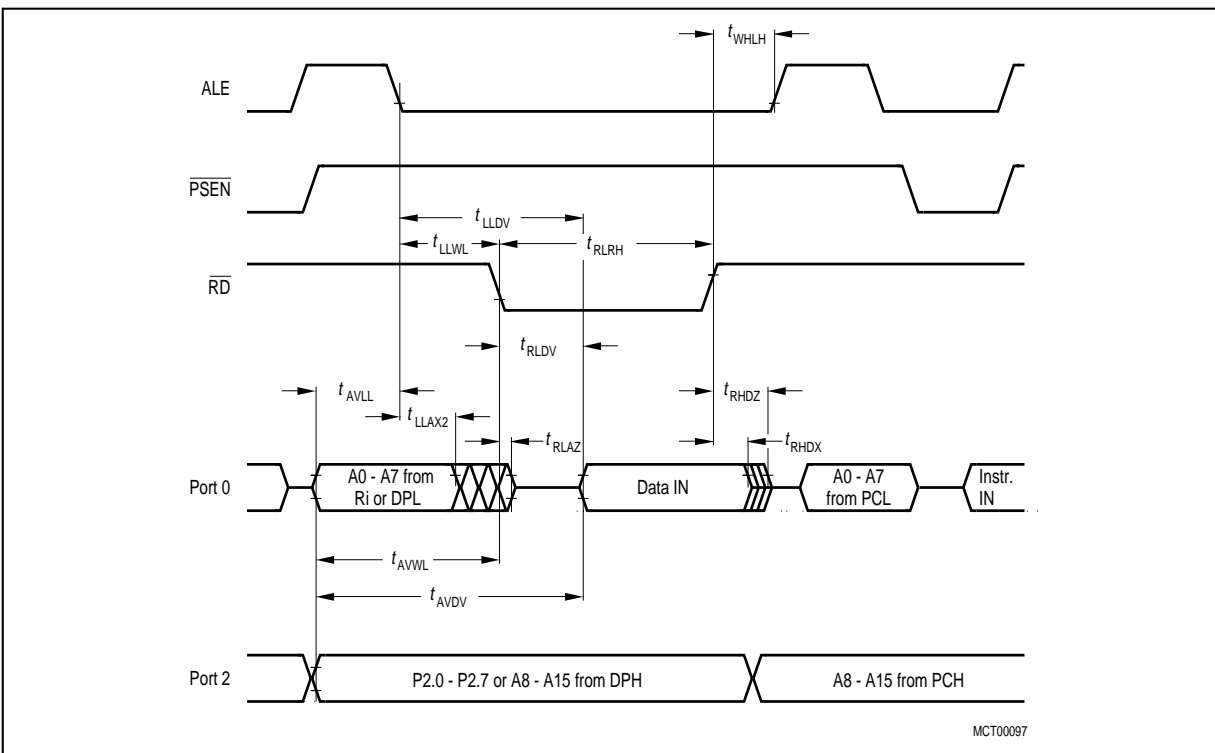 tWHLH
ALE
PSEN
tLLDV
tLLWL
tRLRH
RD
tRLDV
tAVLL
tRHDZ
tLLAX2
tRLAZ
tRHDX
Port 0
A0 - A7 from
Ri or DPL
Data IN
A0 - A7
from PCL
Instr.
IN
tAVWL
tAVDV
Port 2
P2.0 - P2.7 or A8 - A15 from DPH
A8 - A15 from PCH
MCT00097